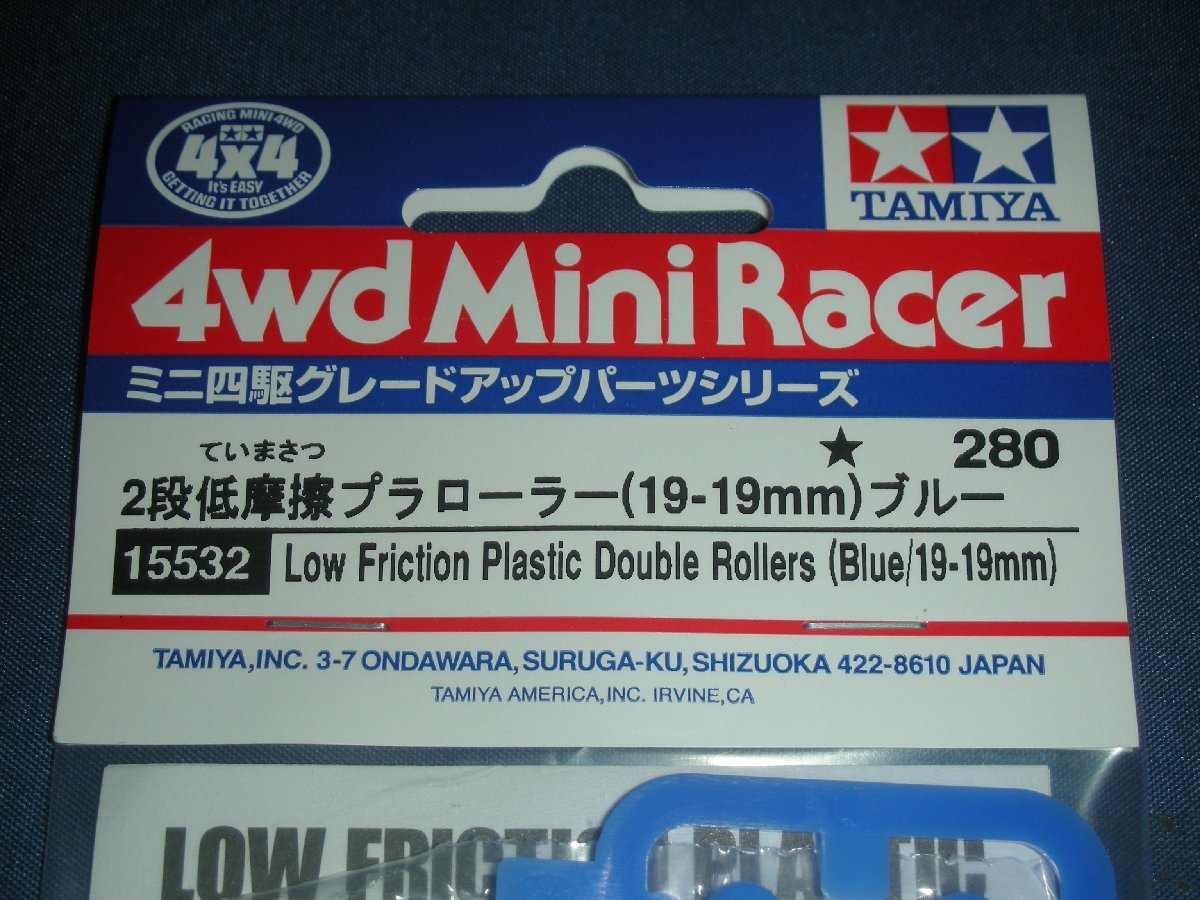 RACING MINI 4WD
4x4
It's EASY
GETTING IT TOGETHER
TAMIYA
4wd Mini Racer
ミニ四駆グレードアップパーツシリーズ
ていまさつ
★ 280
2段低摩擦プラローラー(19-19mm)ブルー
15532 Low Friction Plastic Double Rollers (Blue/19-19mm)
TAMIYA,INC. 3-7 ONDAWARA, SURUGA-KU, SHIZUOKA 422-8610 JAPAN
TAMIYA AMERICA,INC. IRVINE,CA
LOW FRICTION PLASTIC